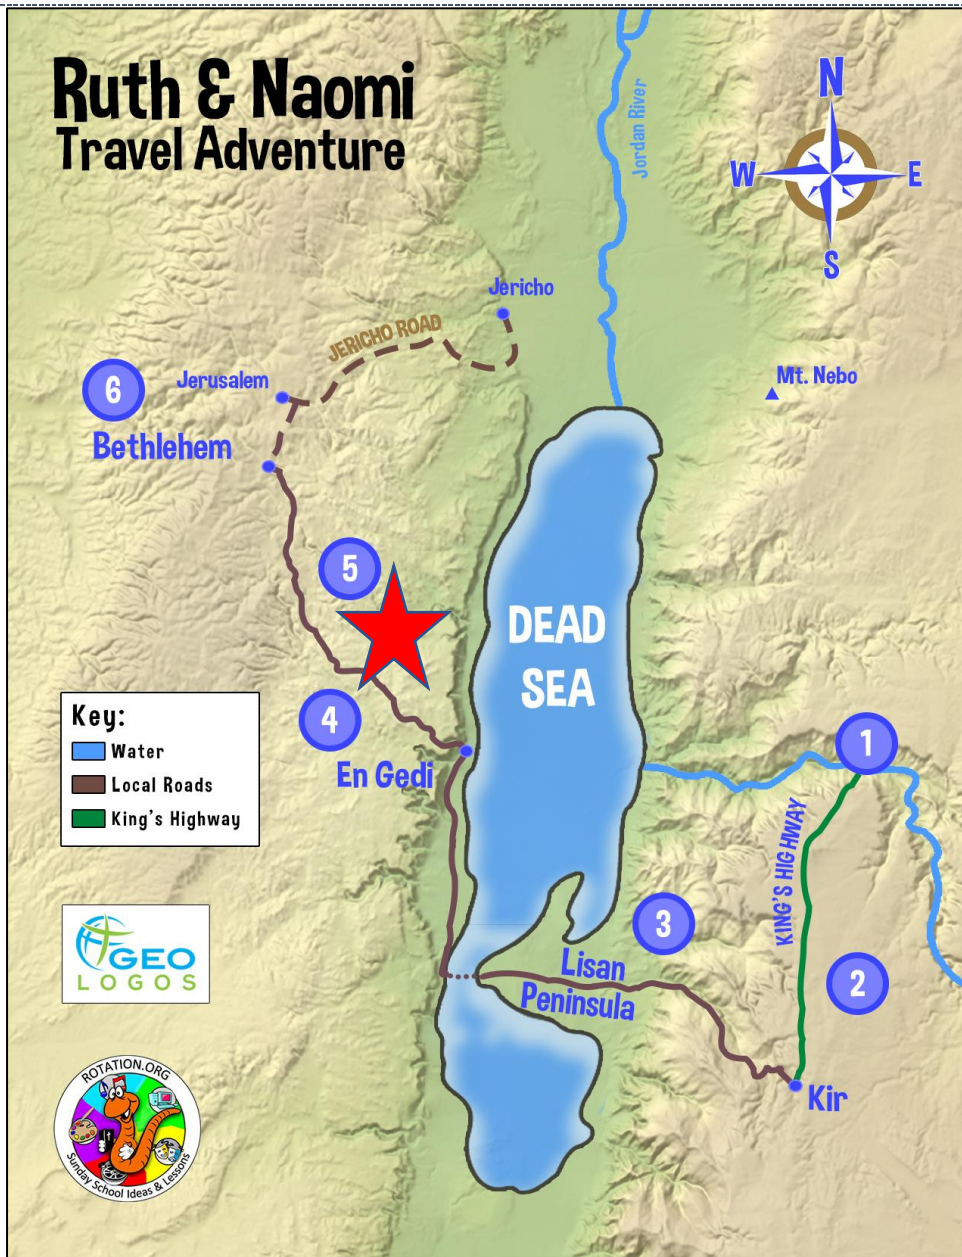 Ruth & Naomi
Travel Adventure
Jordan River
N
W
E
S
Jericho
JERICHO ROAD
Mt. Nebo
6
Jerusalem
Bethlehem
5
DEAD
SEA
4
En Gedi
1
KING'S HIGHWAY
3
2
Lisan
Peninsula
Kir
Key:
Water
Local Roads
King's Highway
GEO
LOGOS
ROTATION.ORG
Sunday School Ideas & Lessons